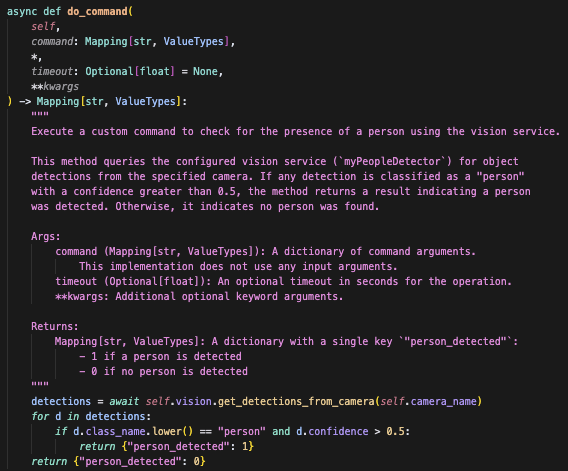 async def do_command(
    self,
    command: Mapping[str, ValueTypes],
    *,
    timeout: Optional[float] = None,
    **kwargs
) -> Mapping[str, ValueTypes]:
    """
    Execute a custom command to check for the presence of a person using the vision service.

    This method queries the configured vision service (`myPeopleDetector`) for object
    detections from the specified camera. If any detection is classified as a "person"
    with a confidence greater than 0.5, the method returns a result indicating a person
    was detected. Otherwise, it indicates no person was found.

    Args:
        command (Mapping[str, ValueTypes]): A dictionary of command arguments.
            This implementation does not use any input arguments.
        timeout (Optional[float]): An optional timeout in seconds for the operation.
        **kwargs: Additional optional keyword arguments.

    Returns:
        Mapping[str, ValueTypes]: A dictionary with a single key `"person_detected"`:
            - 1 if a person is detected
            - 0 if no person is detected
    """
    detections = await self.vision.get_detections_from_camera(self.camera_name)
    for d in detections:
        if d.class_name.lower() == "person" and d.confidence > 0.5:
            return {"person_detected": 1}
    return {"person_detected": 0}